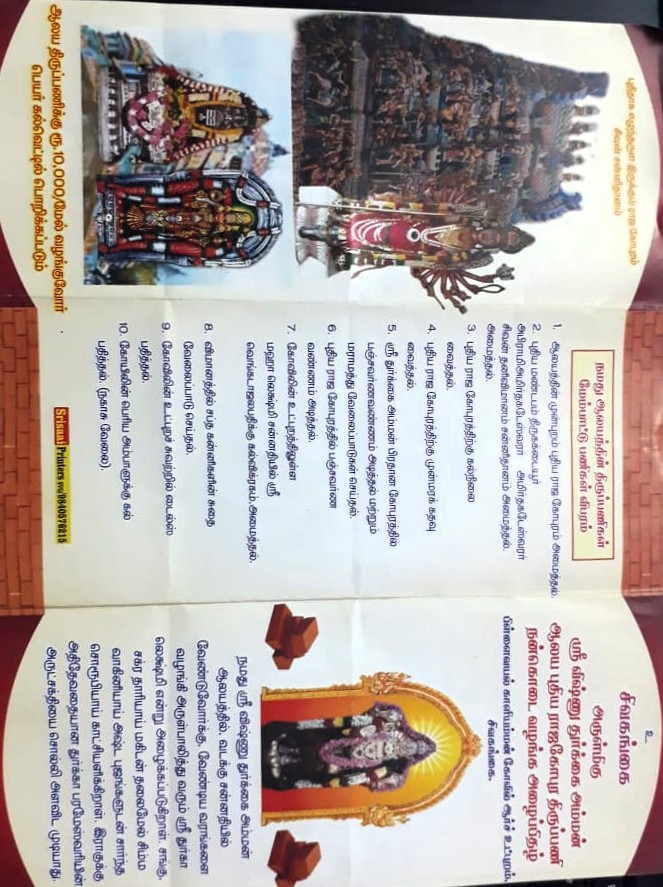 புதிதாக எழுந்தருள இருக்கும் ராஜ கோபுரம்
சிவன் சன்னிதானம்
ஆலய திருப்பணிக்கு ரூ.10,000/மேல் வழங்குவோர்
பெயர் கல்வெட்டில் பொறிக்கப்படும்
நமது ஆலயத்தின் திருப்பணிகள்
மேம்பாட்டு பணிகள் விபரம்
1. ஆலயத்தின் முன்புறம் புதிய ராஜ கோபுரம் அமைத்தல்.
2. புதிய மண்டபம் திருக்கடையூர்
அபிராமிஅமிர்தகடேஸ்வரர் அமிர்தகடேஸ்வரர்
சிவன் தனிவிமானம் சன்னிதானம் அமைத்தல்.
அமைத்தல்.
3. புதிய ராஜ கோபுரத்திற்கு கல்நிலை
வைத்தல்.
4. புதிய ராஜ கோபுரத்திற்கு முன்மரக் கதவு
வைத்தல்.
5. ஸ்ரீ துர்க்கை அம்மன் பிரதான கோபுரத்தில்
பஞ்சவர்ணவண்ணம் அடித்தல் மற்றும்
மராமத்து வேலைப்பாடுகள் செய்தல்.
6. புதிய ராஜ கோபுரத்தில் பஞ்சவர்ண
வண்ணம் அடித்தல்.
7. கோவிலின் உட்புறத்திலுள்ள
மஹா லெக்ஷ்மி சன்னதியில் ஸ்ரீ
வெங்கடாஜலபதிக்கு கல்விக்ரகம்.அமைத்தல்.
8. விமானத்தில் சப்த கன்னிகளின் சுதை
வேலைப்பாடு செய்தல்.
9. கோவிலின் உட்புறச் சுவற்றில் டைல்ஸ்
பதித்தல்.
10. கோயிலின் பெரிய அம்பாளுக்கு கல்
பதித்தல். (நகாசு வேலை).
Srisaai Printers svg/9840576215
உ
சிவகங்கை
அருள்மிகு
ஸ்ரீ விஷ்ணு துர்க்கை அம்மன்
ஆலய புதிய ராஜகோபுர திருப்பணி
நன்கொடை வழங்க அழைப்பிதழ்
பிள்ளைவயல் காளியம்மன் கோவில் ஆர்ச் உட்புறம்,
சிவகங்கை.
நமது ஸ்ரீ விஷ்ணு துர்க்கை அம்மன்
ஆலயத்தில், வடக்கு சன்னதியில்
வேண்டுவோர்க்கு, வேண்டிய வரங்களை
வழங்கி அருள்பாலித்து வரும் ஸ்ரீ துர்கா
லெக்ஷ்மி என்று அழைக்கப்படுகிறாள். சங்கு,
சக்ர தாரியாய் மகிடன் தலைமேல் சிம்ம
வாகினியாய் அஷ்ட புஜங்களுடன் சார்ந்த
சொரூபியாய் காட்சியளிக்கிறாள். இராகுக்கு
அதிதேவதையான துர்க்கா பரமேஸ்வரியின்
அருட்சக்தியை சொல்லி அளவிட முடியாது.